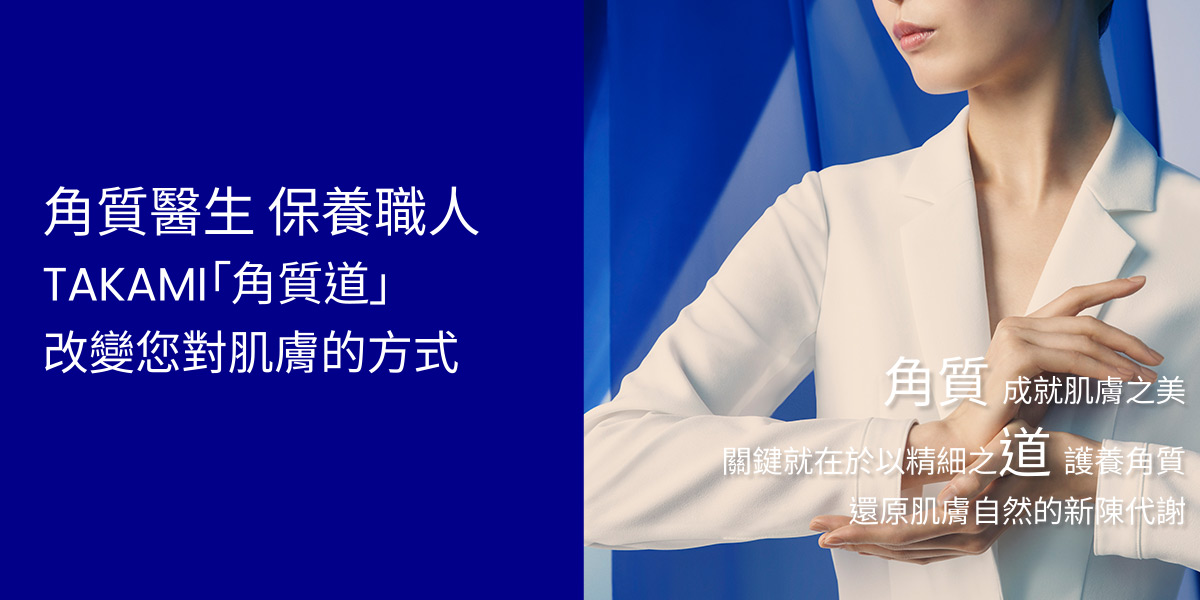 角質醫生 保養職人
TAKAMI「角質道」
改變您對肌膚的方式
角質 成就肌膚之美
關鍵就在於以精細之道 護養角質
還原肌膚自然的新陳代謝